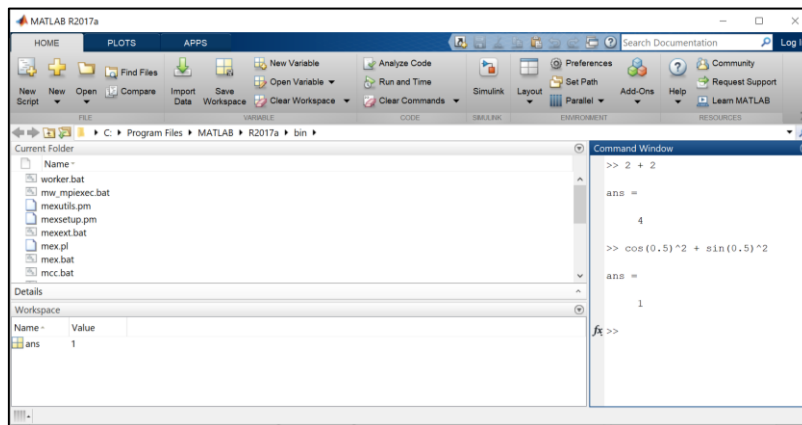 MATLAB R2017a
HOME PLOTS APPS
Search Documentation
New Script
New
Open
Find Files
Compare
Import Data
Save Workspace
New Variable
Open Variable
Clear Workspace
Analyze Code
Run and Time
Clear Commands
Simulink
Layout
Preferences
Set Path
Parallel
Add-Ons
Help
Community
Request Support
Learn MATLAB
FILE VARIABLE CODE SIMULINK ENVIRONMENT RESOURCES
C: Program Files MATLAB R2017a bin
Current Folder
Name
worker.bat
mw_mpiexec.bat
mexutils.pm
mexsetup.pm
mexext.bat
mex.pl
mex.bat
mcc.bat
Details
Workspace
Name Value
ans 1
Command Window
>> 2 + 2
ans =
4
>> cos(0.5)^2 + sin(0.5)^2
ans =
1
fx >>